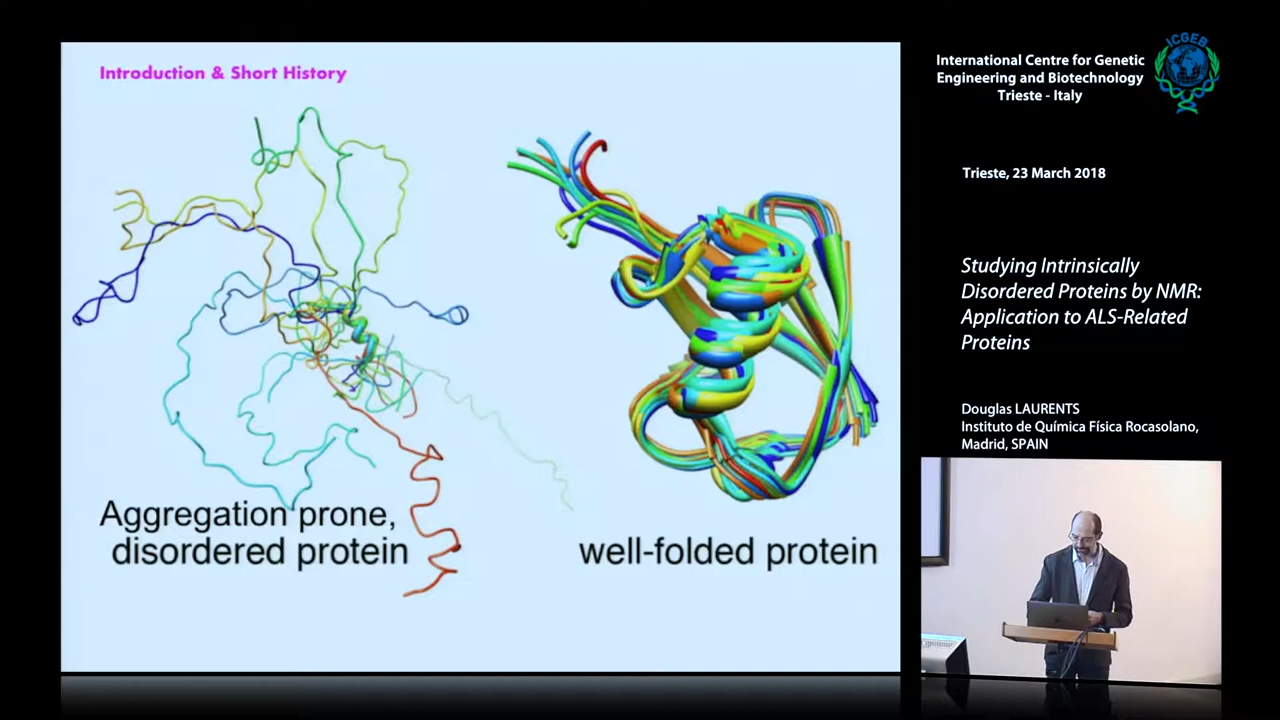 Introduction & Short History
Aggregation prone,
disordered protein
well-folded protein
International Centre for Genetic
Engineering and Biotechnology
Trieste - Italy
ICGEB
Trieste, 23 March 2018
Studying Intrinsically
Disordered Proteins by NMR:
Application to ALS-Related
Proteins
Douglas LAURENTS
Instituto de Química Física Rocasolano,
Madrid, SPAIN